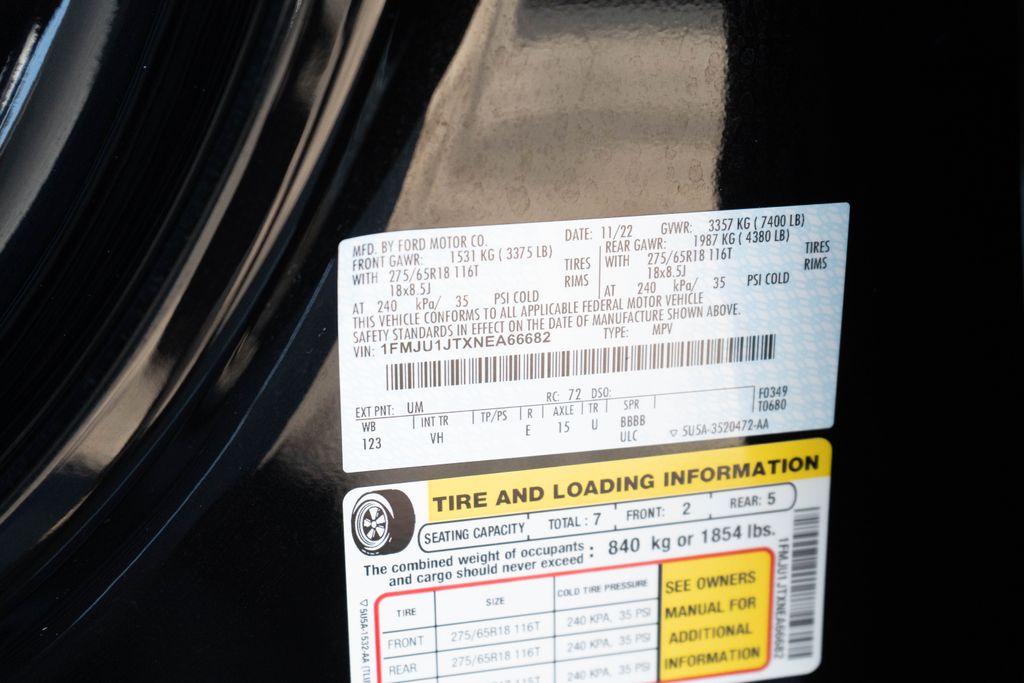 MFD. BY FORD MOTOR CO. DATE: 11/22 GVWR: 3357 KG ( 7400 LB)
FRONT GAWR: 1531 KG ( 3375 LB) REAR GAWR: 1987 KG ( 4380 LB)
WITH 275/65R18 116T TIRES WITH 275/65R18 116T TIRES
18x8.5J RIMS 18x8.5J RIMS
AT 240 kPa/ 35 PSI COLD AT 240 kPa/ 35 PSI COLD
THIS VEHICLE CONFORMS TO ALL APPLICABLE FEDERAL MOTOR VEHICLE
SAFETY STANDARDS IN EFFECT ON THE DATE OF MANUFACTURE SHOWN ABOVE.
VIN: 1FMJU1JTXNEA66682 TYPE: MPV
EXT PNT: UM RC: 72 DSO: F0349
WB INT TR TP/PS R AXLE TR SPR T0680
123 VH E 15 U BBBB
ULC ▽ 5U5A-3520472-AA
TIRE AND LOADING INFORMATION
SEATING CAPACITY TOTAL : 7 FRONT: 2 REAR: 5
The combined weight of occupants and cargo should never exceed : 840 kg or 1854 lbs.
TIRE SIZE COLD TIRE PRESSURE
FRONT 275/65R18 116T 240 KPA, 35 PSI
REAR 275/65R18 116T 240 KPA, 35 PSI
SEE OWNERS
MANUAL FOR
ADDITIONAL
INFORMATION
1FMJU1JTXNEA66682
▽ 5U5A-1532-AA